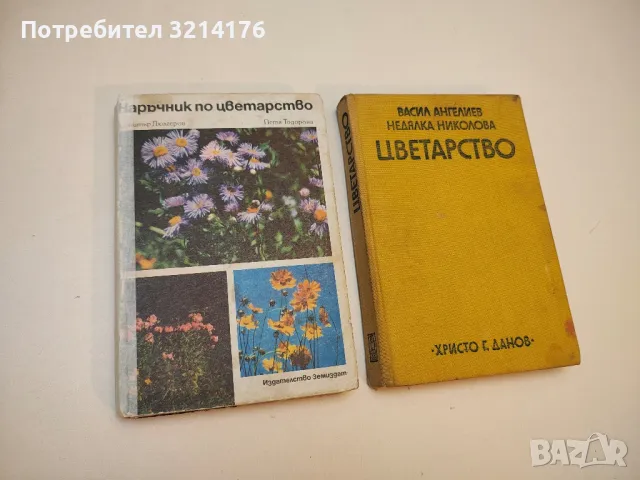 Потребител 3214176
Наръчник по цветарство
Петя Тодорова
Издателство Земиздат
ЦВЕТАРСТВО
ВАСИЛ АНГЕЛИЕВ
НЕДЯЛКА НИКОЛОВА
ЦВЕТАРСТВО
·ХРИСТО Г. ДАНОВ·
BAZAR